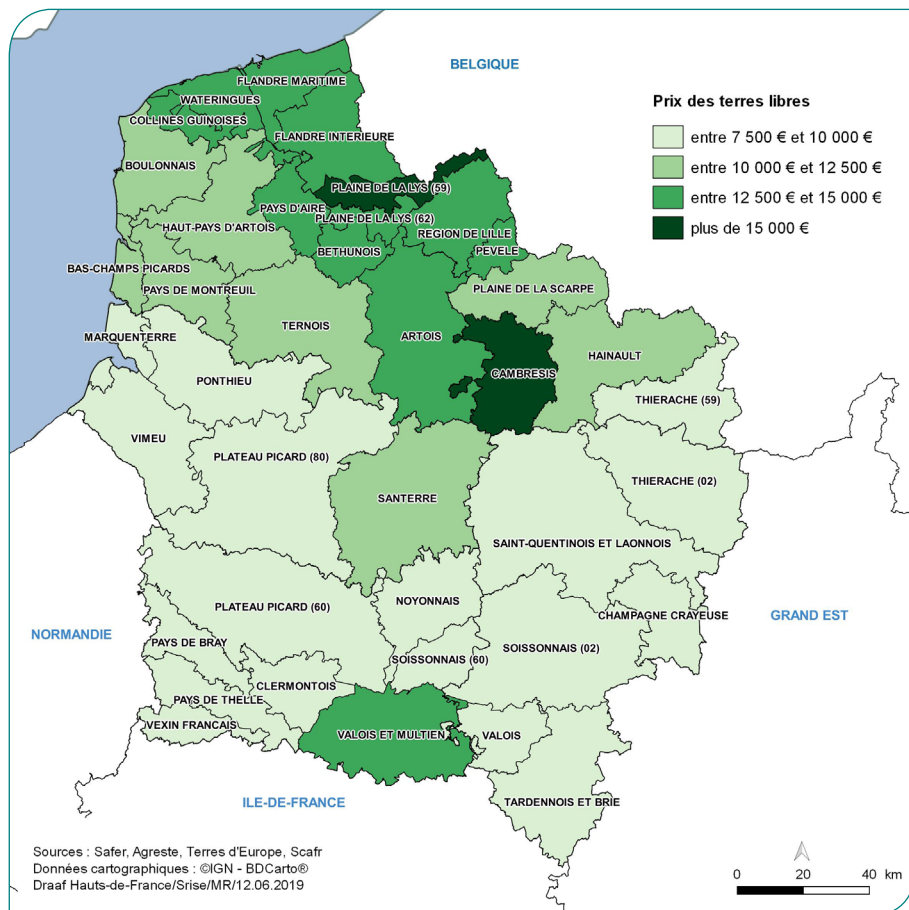 BELGIQUE
Prix des terres libres
entre 7 500 € et 10 000 €
entre 10 000 € et 12 500 €
entre 12 500 € et 15 000 €
plus de 15 000 €
FLANDRE MARITIME
WATERINGUES
COLLINES GUINOISES
FLANDRE INTERIEURE
BOULONNAIS
PLAINE DE LA LYS (59)
PAYS D'AIRE
PLAINE DE LA LYS (62)
HAUT-PAYS D'ARTOIS
REGION DE LILLE
BETHUNOIS
PEVELE
BAS-CHAMPS PICARDS
PAYS DE MONTREUIL
PLAINE DE LA SCARPE
TERNOIS
MARQUENTERRE
ARTOIS
HAINAULT
CAMBRESIS
PONTHIEU
THIERACHE (59)
VIMEU
PLATEAU PICARD (80)
THIERACHE (02)
SANTERRE
SAINT-QUENTINOIS ET LAONNOIS
NOYONNAIS
PLATEAU PICARD (60)
CHAMPAGNE CRAYEUSE
GRAND EST
NORMANDIE
PAYS DE BRAY
SOISSONNAIS (02)
SOISSONNAIS (60)
CLERMONTOIS
PAYS DE THELLE
VEXIN FRANCAIS
VALOIS ET MULTIEN
VALOIS
ILE-DE-FRANCE
TARDENNOIS ET BRIE
Sources : Safer, Agreste, Terres d'Europe, Scafr
Données cartographiques : ©IGN - BDCarto®
Draaf Hauts-de-France/Srise/MR/12.06.2019
0 20 40 km